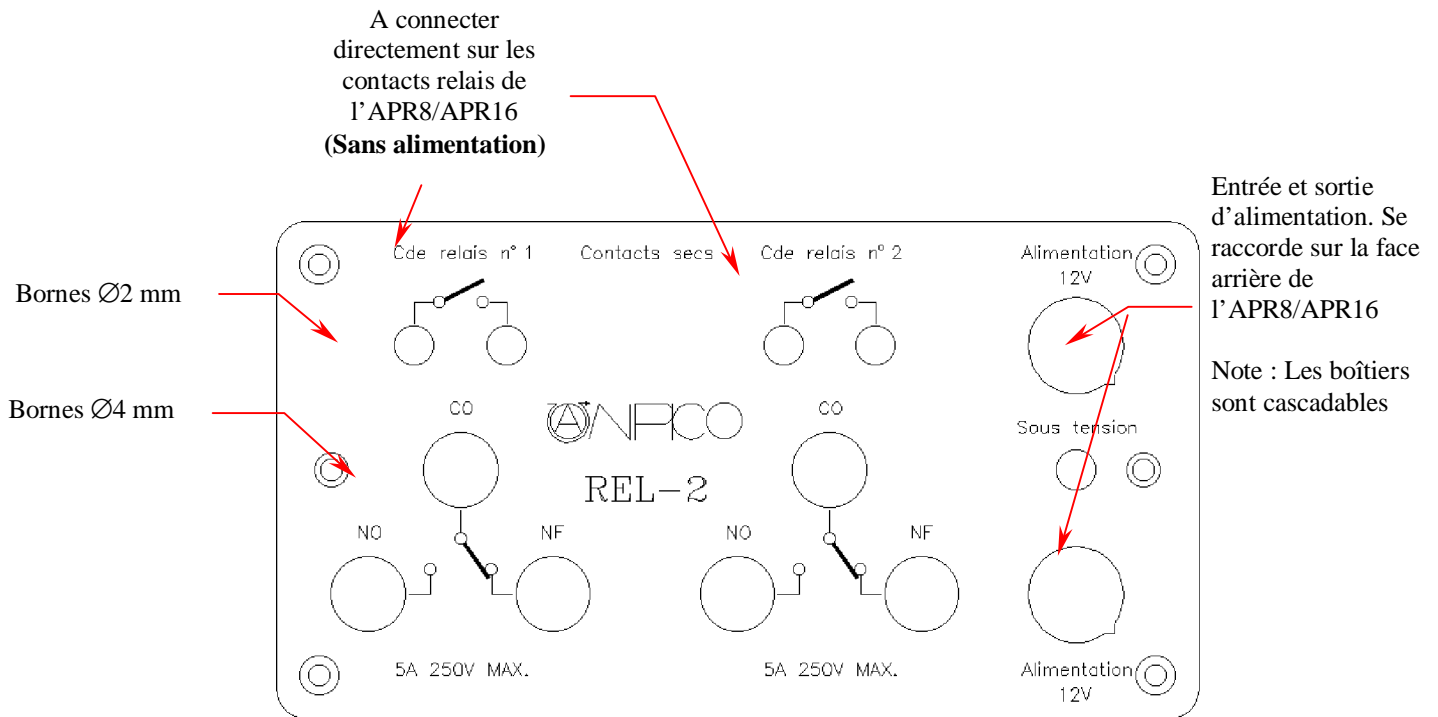 A connecter
directement sur les
contacts relais de
l’APR8/APR16
(Sans alimentation)
Entrée et sortie
d’alimentation. Se
raccorde sur la face
arrière de
l’APR8/APR16
Note : Les boîtiers
sont cascadables
Bornes Ø2 mm
Bornes Ø4 mm
Cde relais n° 1
Contacts secs
Cde relais n° 2
Alimentation
12V
CO
ANPICO
CO
Sous tension
REL-2
NO
NF
NO
NF
5A 250V MAX.
5A 250V MAX.
Alimentation
12V